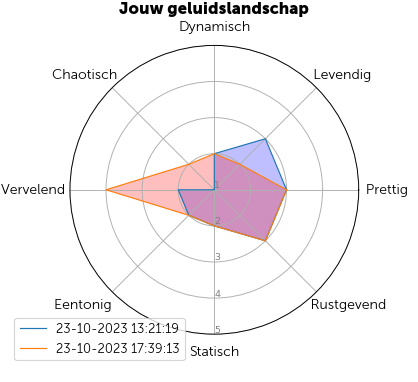 Jouw geluidslandschap
Dynamisch
Chaotisch
Levendig
Vervelend
Prettig
1
2
3
4
5
Eentonig
Rustgevend
Statisch
23-10-2023 13:21:19
23-10-2023 17:39:13